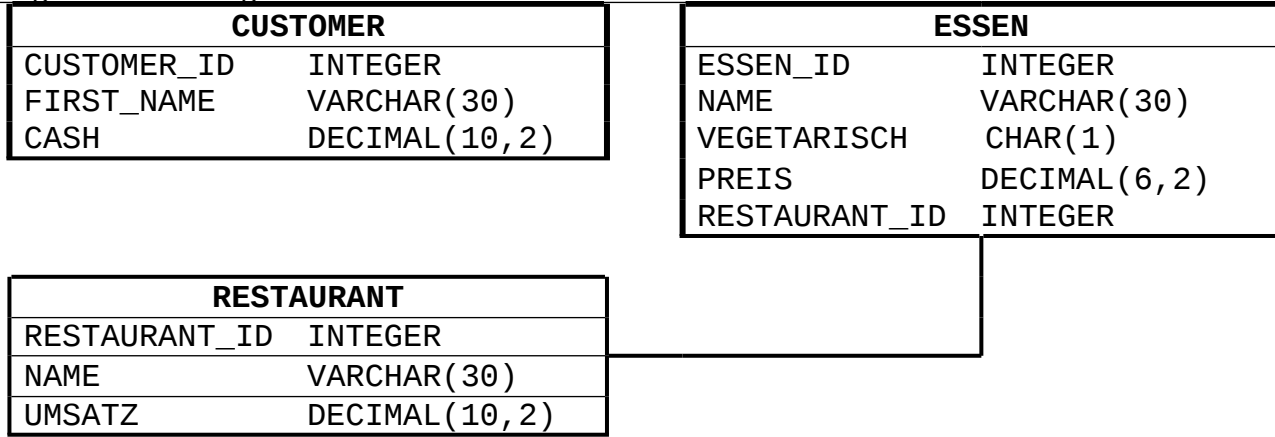 CUSTOMER
CUSTOMER_ID INTEGER
FIRST_NAME VARCHAR(30)
CASH DECIMAL(10,2)
ESSEN
ESSEN_ID INTEGER
NAME VARCHAR(30)
VEGETARISCH CHAR(1)
PREIS DECIMAL(6,2)
RESTAURANT_ID INTEGER
RESTAURANT
RESTAURANT_ID INTEGER
NAME VARCHAR(30)
UMSATZ DECIMAL(10,2)